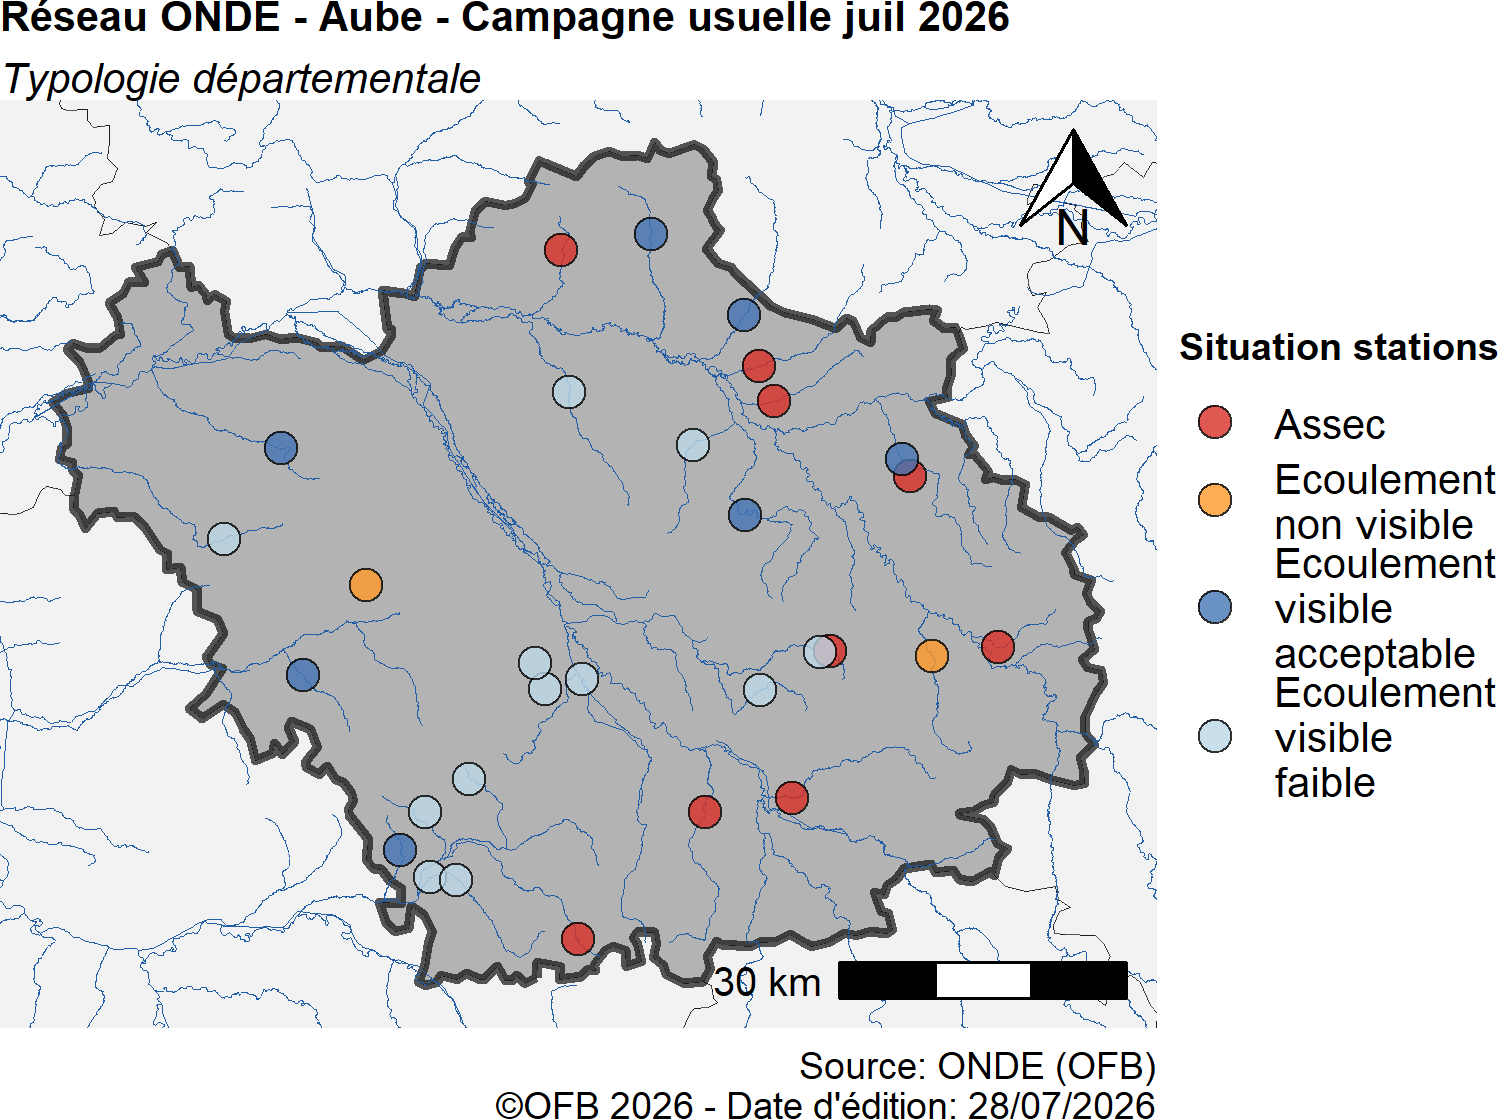 Réseau ONDE - Aube - Campagne usuelle juil 2026
Typologie départementale
N
Situation stations
Assec
Ecoulement
non visible
Ecoulement
visible
acceptable
Ecoulement
visible
faible
30 km
Source: ONDE (OFB)
©OFB 2026 - Date d'édition: 28/07/2026